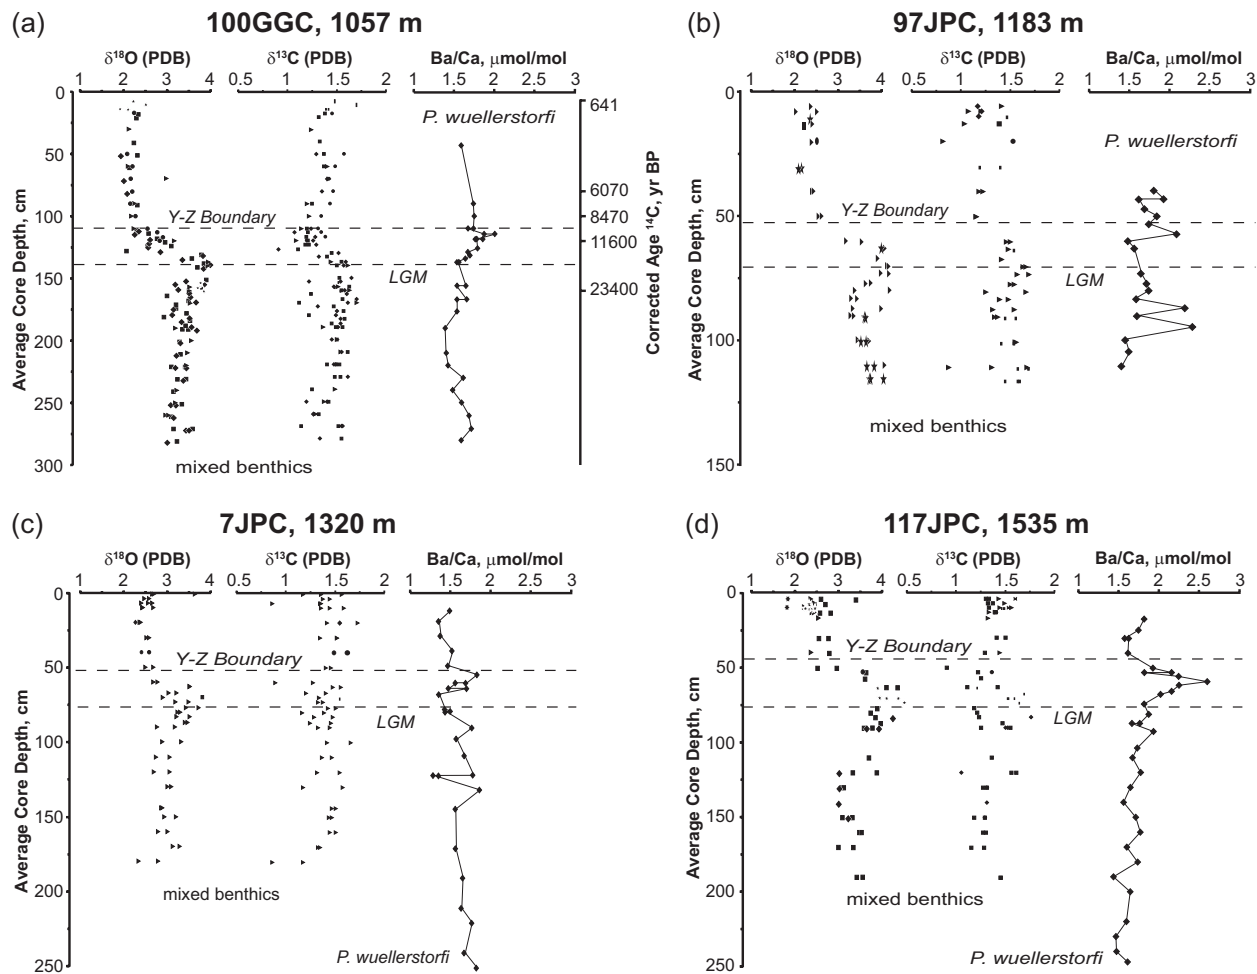 (a) 100GGC, 1057 m
δ18O (PDB) δ13C (PDB) Ba/Ca, μmol/mol
1 2 3 4 0.5 1 1.5 2 1 1.5 2 2.5 3
0
50
100
150
200
250
300
Average Core Depth, cm
P. wuellerstorfi
Y-Z Boundary
LGM
mixed benthics
641
6070
8470
11600
23400
Corrected Age 14C, yr BP
(b) 97JPC, 1183 m
δ18O (PDB) δ13C (PDB) Ba/Ca, μmol/mol
1 2 3 4 0.5 1 1.5 2 1 1.5 2 2.5 3
0
50
100
150
Average Core Depth, cm
P. wuellerstorfi
Y-Z Boundary
LGM
mixed benthics
(c) 7JPC, 1320 m
δ18O (PDB) δ13C (PDB) Ba/Ca, μmol/mol
1 2 3 4 0.5 1 1.5 2 1 1.5 2 2.5 3
0
50
100
150
200
250
Average Core Depth, cm
Y-Z Boundary
LGM
mixed benthics
P. wuellerstorfi
(d) 117JPC, 1535 m
δ18O (PDB) δ13C (PDB) Ba/Ca, μmol/mol
1 2 3 4 0.5 1 1.5 2 1 1.5 2 2.5 3
0
50
100
150
200
250
Average Core Depth, cm
Y-Z Boundary
LGM
mixed benthics
P. wuellerstorfi